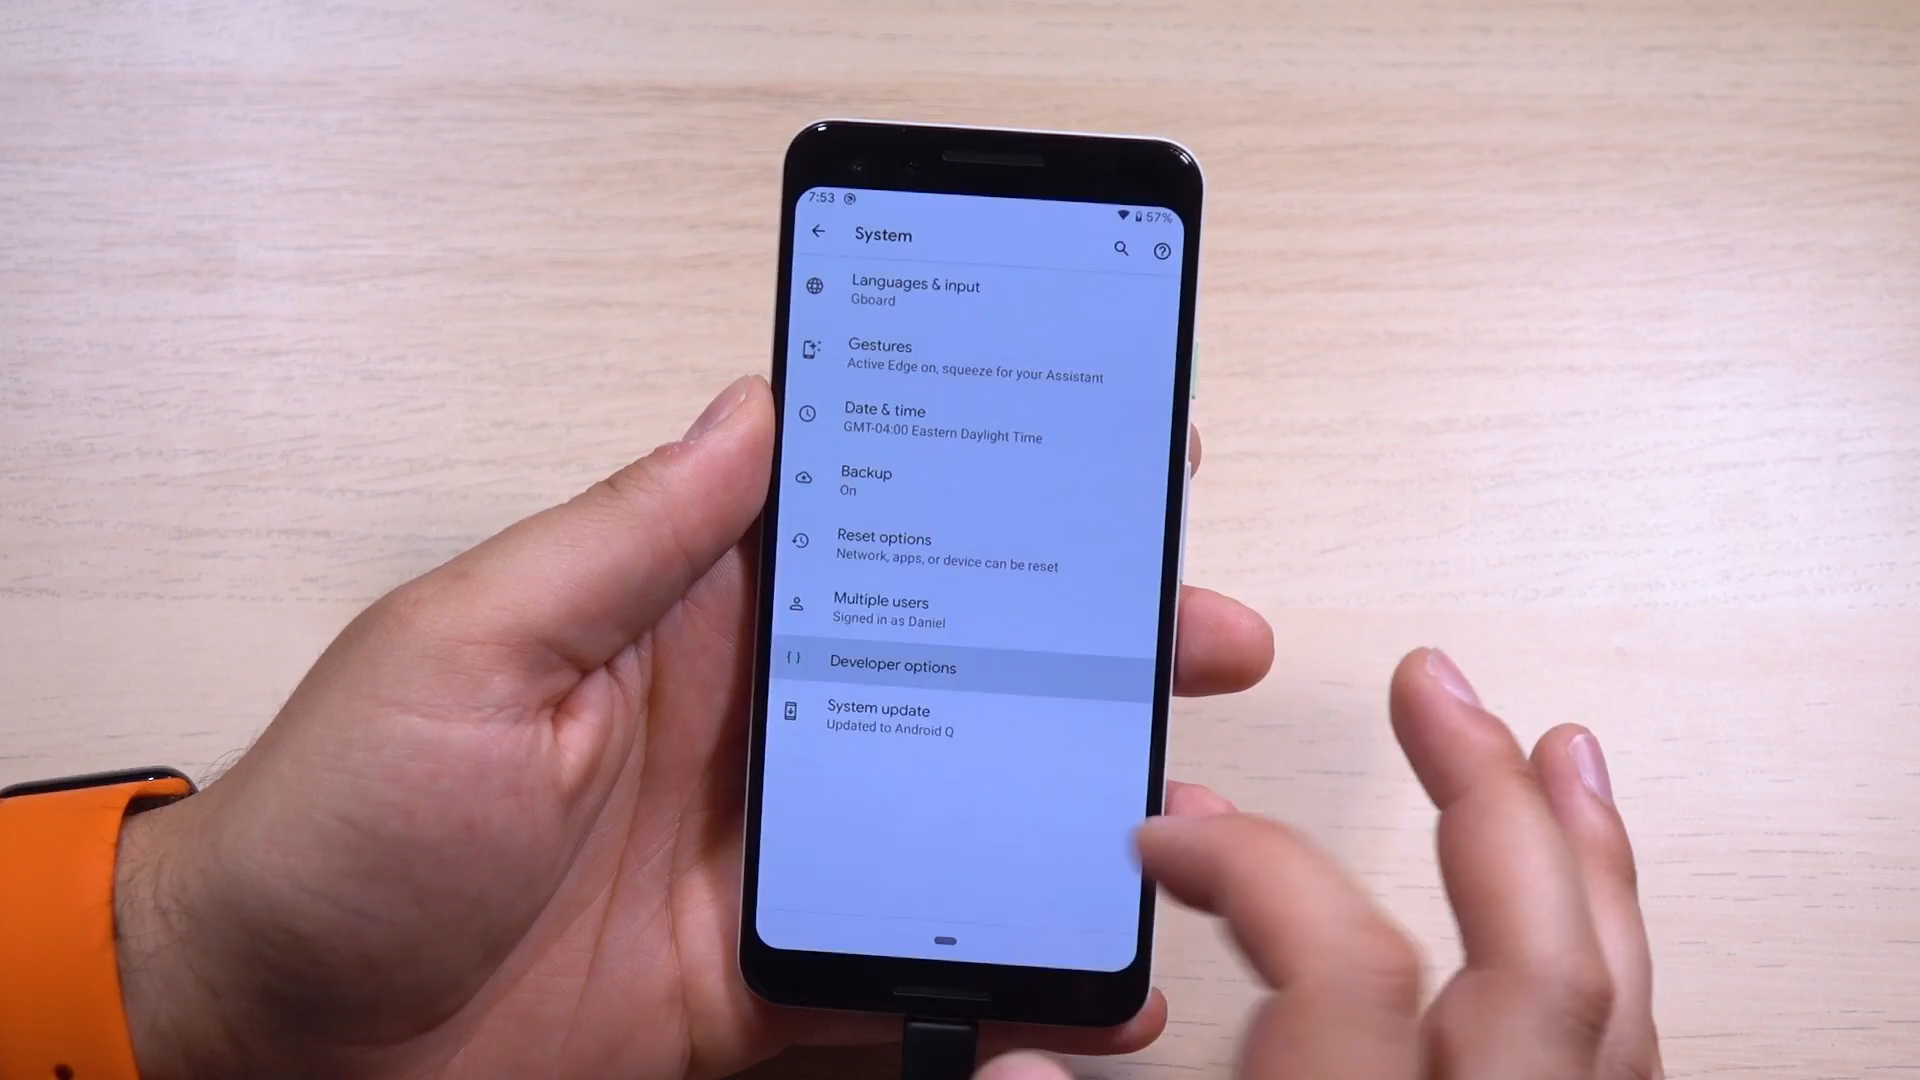 7:53
57%
System
Languages & input
Gboard
Gestures
Active Edge on, squeeze for your Assistant
Date & time
GMT-04:00 Eastern Daylight Time
Backup
On
Reset options
Network, apps, or device can be reset
Multiple users
Signed in as Daniel
{ } Developer options
System update
Updated to Android Q